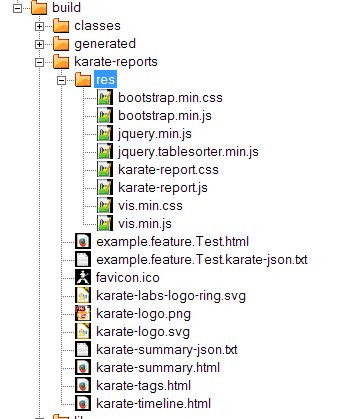 build
classes
generated
karate-reports
res
bootstrap.min.css
bootstrap.min.js
jquery.min.js
jquery.tablesorter.min.js
karate-report.css
karate-report.js
vis.min.css
vis.min.js
example.feature.Test.html
example.feature.Test.karate-json.txt
favicon.ico
karate-labs-logo-ring.svg
karate-logo.png
karate-logo.svg
karate-summary-json.txt
karate-summary.html
karate-tags.html
karate-timeline.html